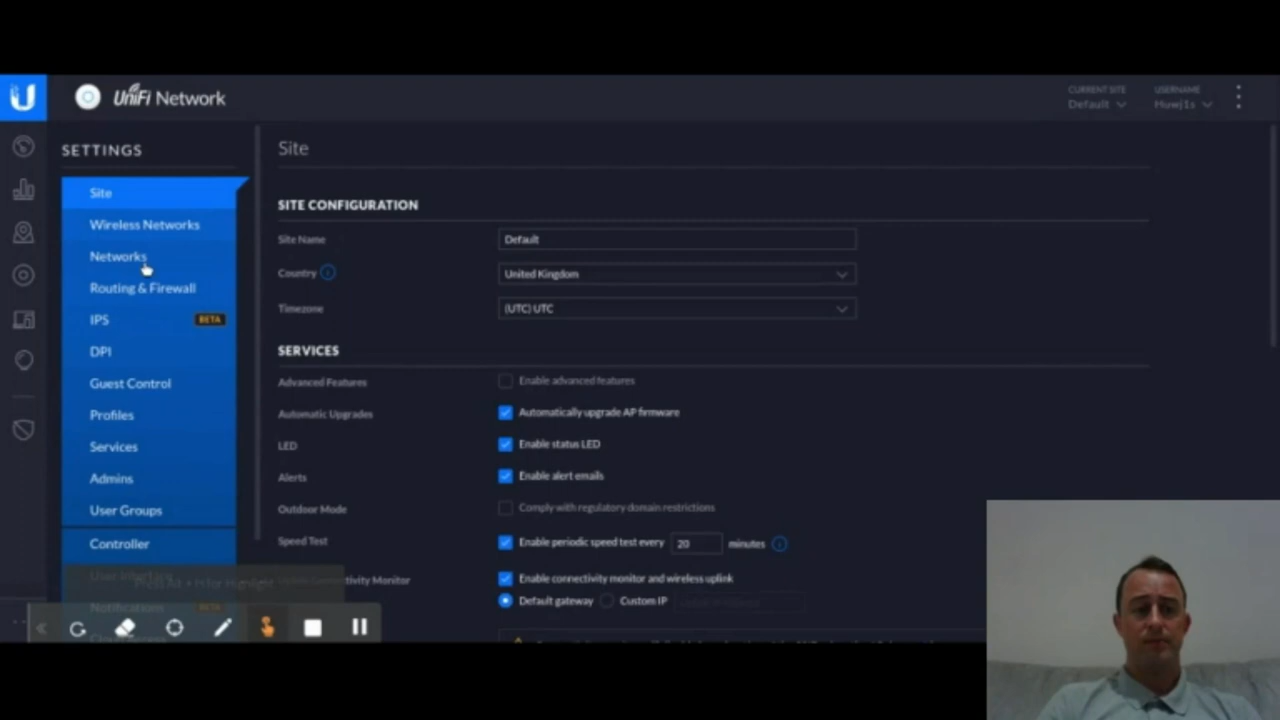 UniFi Network
CURRENT SITE
Default
USERNAME
Huwj1s
SETTINGS
Site
Wireless Networks
Networks
Routing & Firewall
IPS BETA
DPI
Guest Control
Profiles
Services
Admins
User Groups
Controller
Notifications BETA
Site
SITE CONFIGURATION
Site Name Default
Country United Kingdom
Timezone (UTC) UTC
SERVICES
Advanced Features Enable advanced features
Automatic Upgrades Automatically upgrade AP firmware
LED Enable status LED
Alerts Enable alert emails
Outdoor Mode Comply with regulatory domain restrictions
Speed Test Enable periodic speed test every 20 minutes
Monitor Enable connectivity monitor and wireless uplink
Default gateway Custom IP